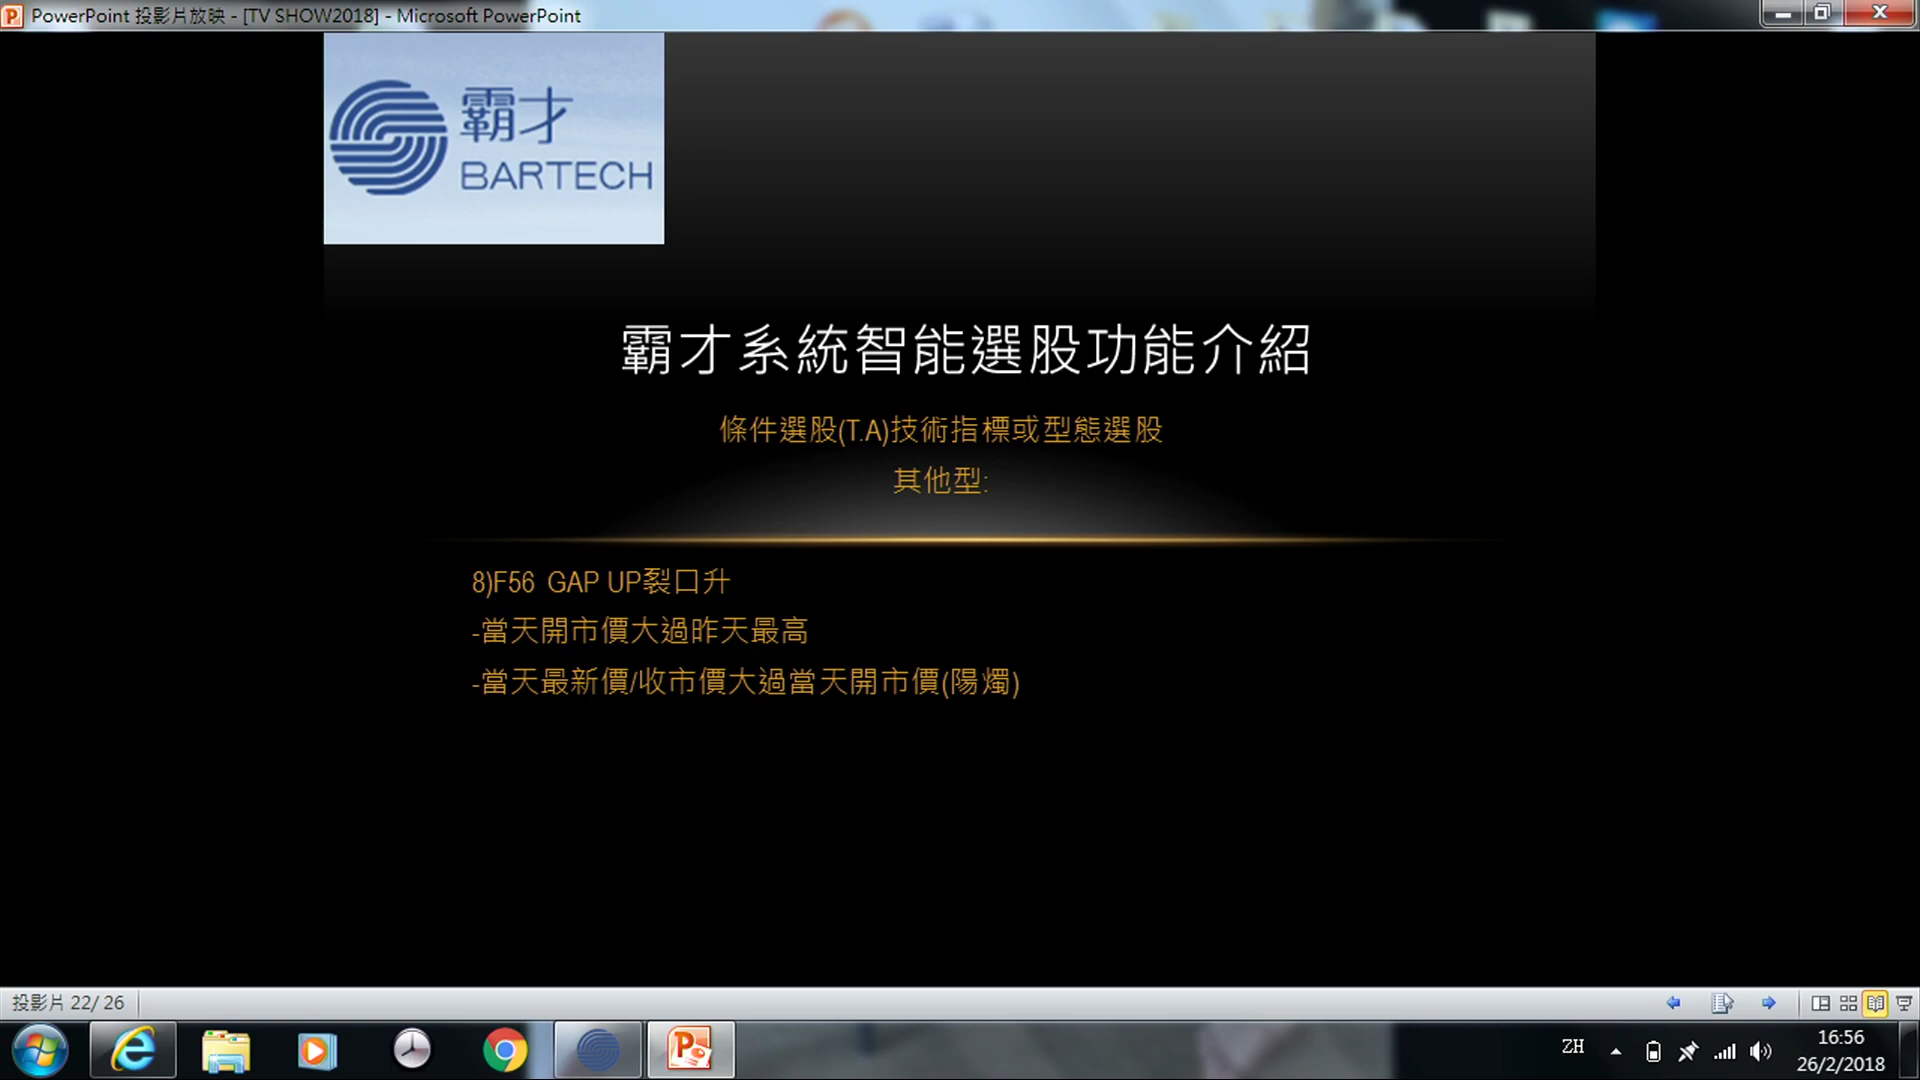 PowerPoint 投影片放映 - [TV SHOW2018] - Microsoft PowerPoint
霸才
BARTECH
霸才系統智能選股功能介紹
條件選股(T.A)技術指標或型態選股
其他型:
8)F56 GAP UP裂口升
-當天開市價大過昨天最高
-當天最新價/收市價大過當天開市價(陽燭)
投影片 22/ 26
ZH
16:56
26/2/2018